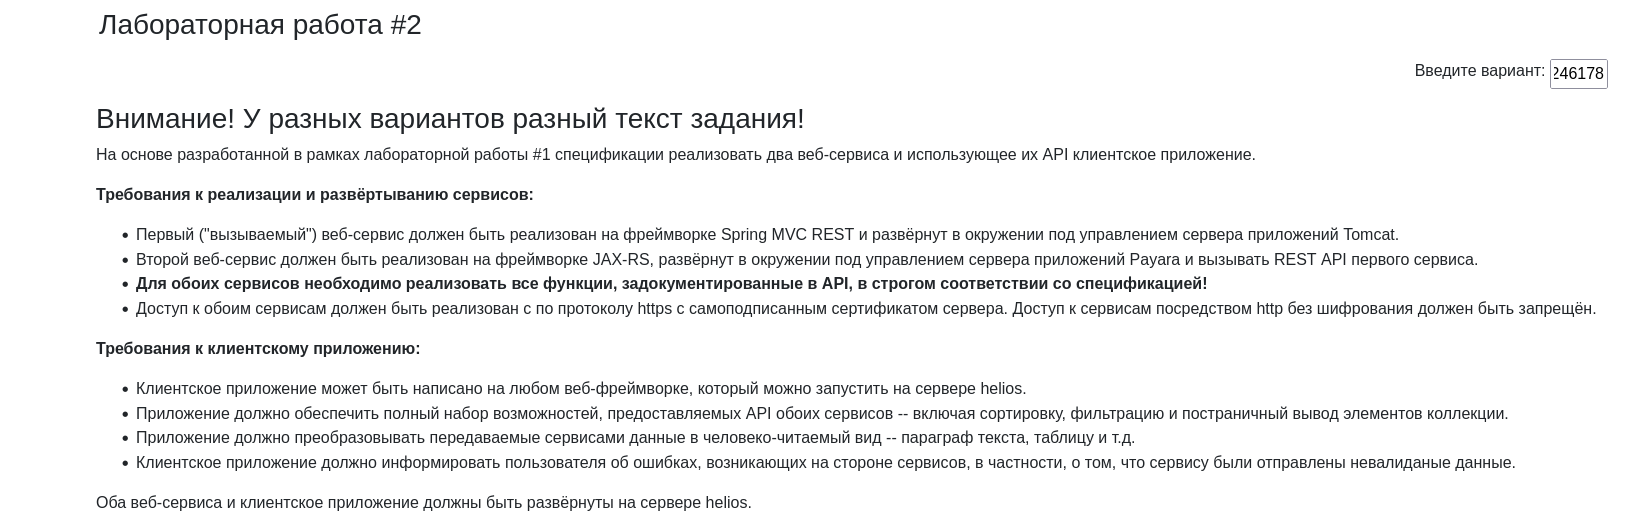 Лабораторная работа #2
Введите вариант: 246178
Внимание! У разных вариантов разный текст задания!
На основе разработанной в рамках лабораторной работы #1 спецификации реализовать два веб-сервиса и использующее их API клиентское приложение.
Требования к реализации и развёртыванию сервисов:
• Первый ("вызываемый") веб-сервис должен быть реализован на фреймворке Spring MVC REST и развёрнут в окружении под управлением сервера приложений Tomcat.
• Второй веб-сервис должен быть реализован на фреймворке JAX-RS, развёрнут в окружении под управлением сервера приложений Payara и вызывать REST API первого сервиса.
• Для обоих сервисов необходимо реализовать все функции, задокументированные в API, в строгом соответствии со спецификацией!
• Доступ к обоим сервисам должен быть реализован с по протоколу https с самоподписанным сертификатом сервера. Доступ к сервисам посредством http без шифрования должен быть запрещён.
Требования к клиентскому приложению:
• Клиентское приложение может быть написано на любом веб-фреймворке, который можно запустить на сервере helios.
• Приложение должно обеспечить полный набор возможностей, предоставляемых API обоих сервисов -- включая сортировку, фильтрацию и постраничный вывод элементов коллекции.
• Приложение должно преобразовывать передаваемые сервисами данные в человеко-читаемый вид -- параграф текста, таблицу и т.д.
• Клиентское приложение должно информировать пользователя об ошибках, возникающих на стороне сервисов, в частности, о том, что сервису были отправлены невалиданые данные.
Оба веб-сервиса и клиентское приложение должны быть развёрнуты на сервере helios.